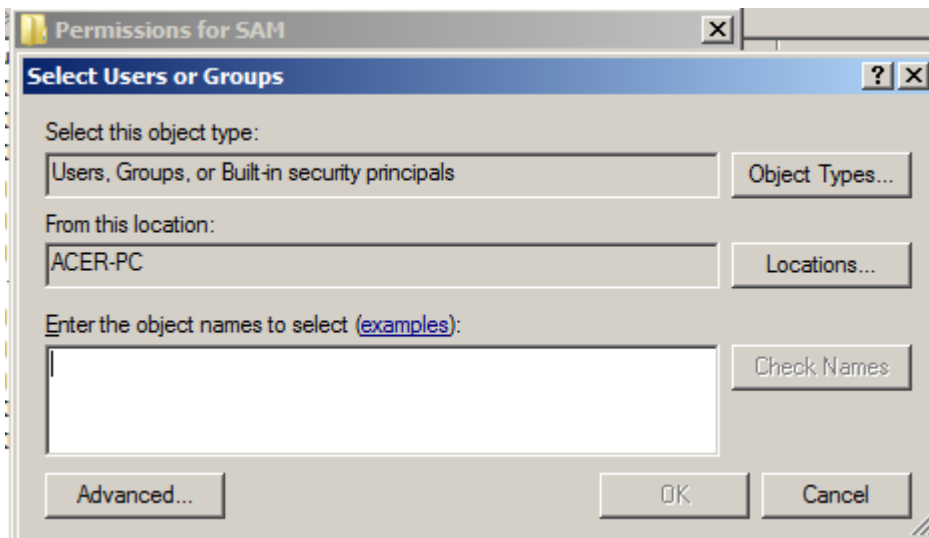 Permissions for SAM
Select Users or Groups
Select this object type:
Users, Groups, or Built-in security principals
Object Types...
From this location:
ACER-PC
Locations...
Enter the object names to select (examples):
Check Names
Advanced...
OK
Cancel